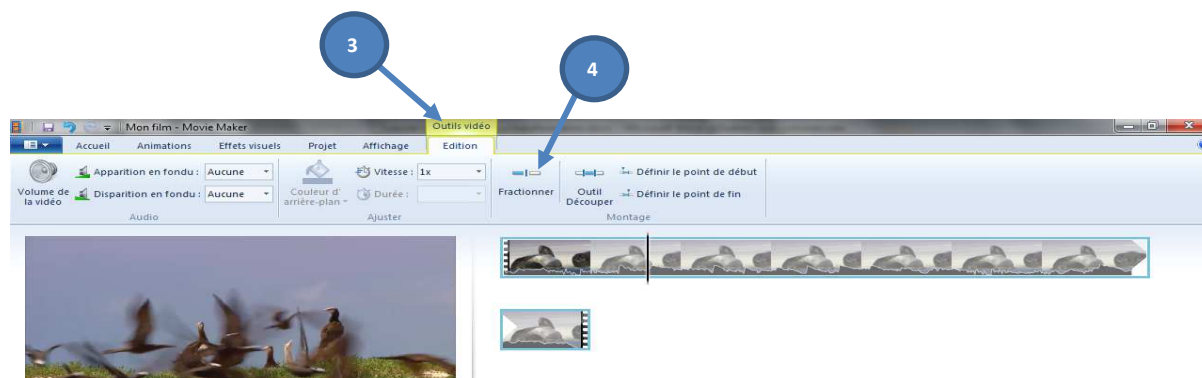 3
4
Mon film - Movie Maker
Outils vidéo
Accueil Animations Effets visuels Projet Affichage Edition
Volume de la vidéo
Apparition en fondu : Aucune
Disparition en fondu : Aucune
Audio
Couleur d'arrière-plan
Vitesse : 1x
Durée :
Ajuster
Fractionner
Outil Découper
Définir le point de début
Définir le point de fin
Montage